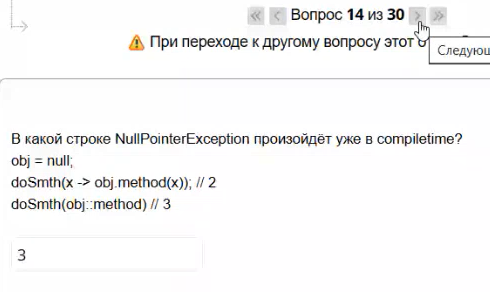 Вопрос 14 из 30
При переходе к другому вопросу этот
Следующ
В какой строке NullPointerException произойдёт уже в compiletime?
obj = null;
doSmth(x -> obj.method(x)); // 2
doSmth(obj::method) // 3
3